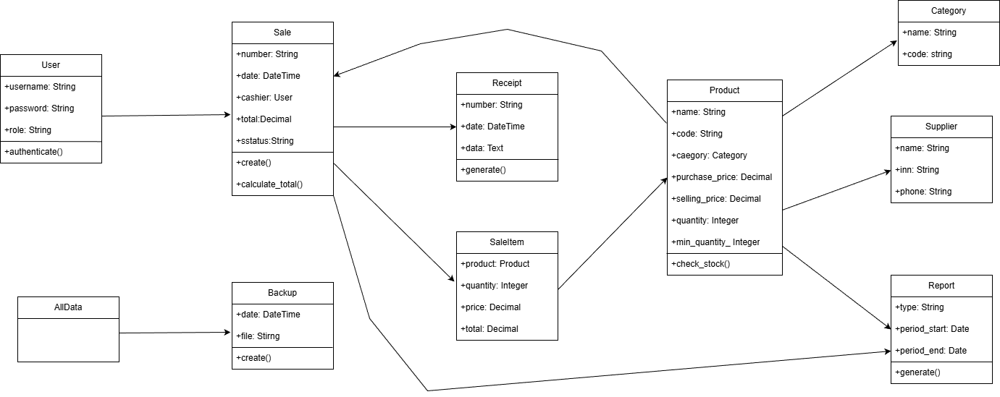 User
+username: String
+password: String
+role: String
+authenticate()
Sale
+number: String
+date: DateTime
+cashier: User
+total:Decimal
+sstatus:String
+create()
+calculate_total()
Receipt
+number: String
+date: DateTime
+data: Text
+generate()
Product
+name: String
+code: String
+caegory: Category
+purchase_price: Decimal
+selling_price: Decimal
+quantity: Integer
+min_quantity_ Integer
+check_stock()
Category
+name: String
+code: string
Supplier
+name: String
+inn: String
+phone: String
AllData
Backup
+date: DateTime
+file: Stirng
+create()
SaleItem
+product: Product
+quantity: Integer
+price: Decimal
+total: Decimal
Report
+type: String
+period_start: Date
+period_end: Date
+generate()